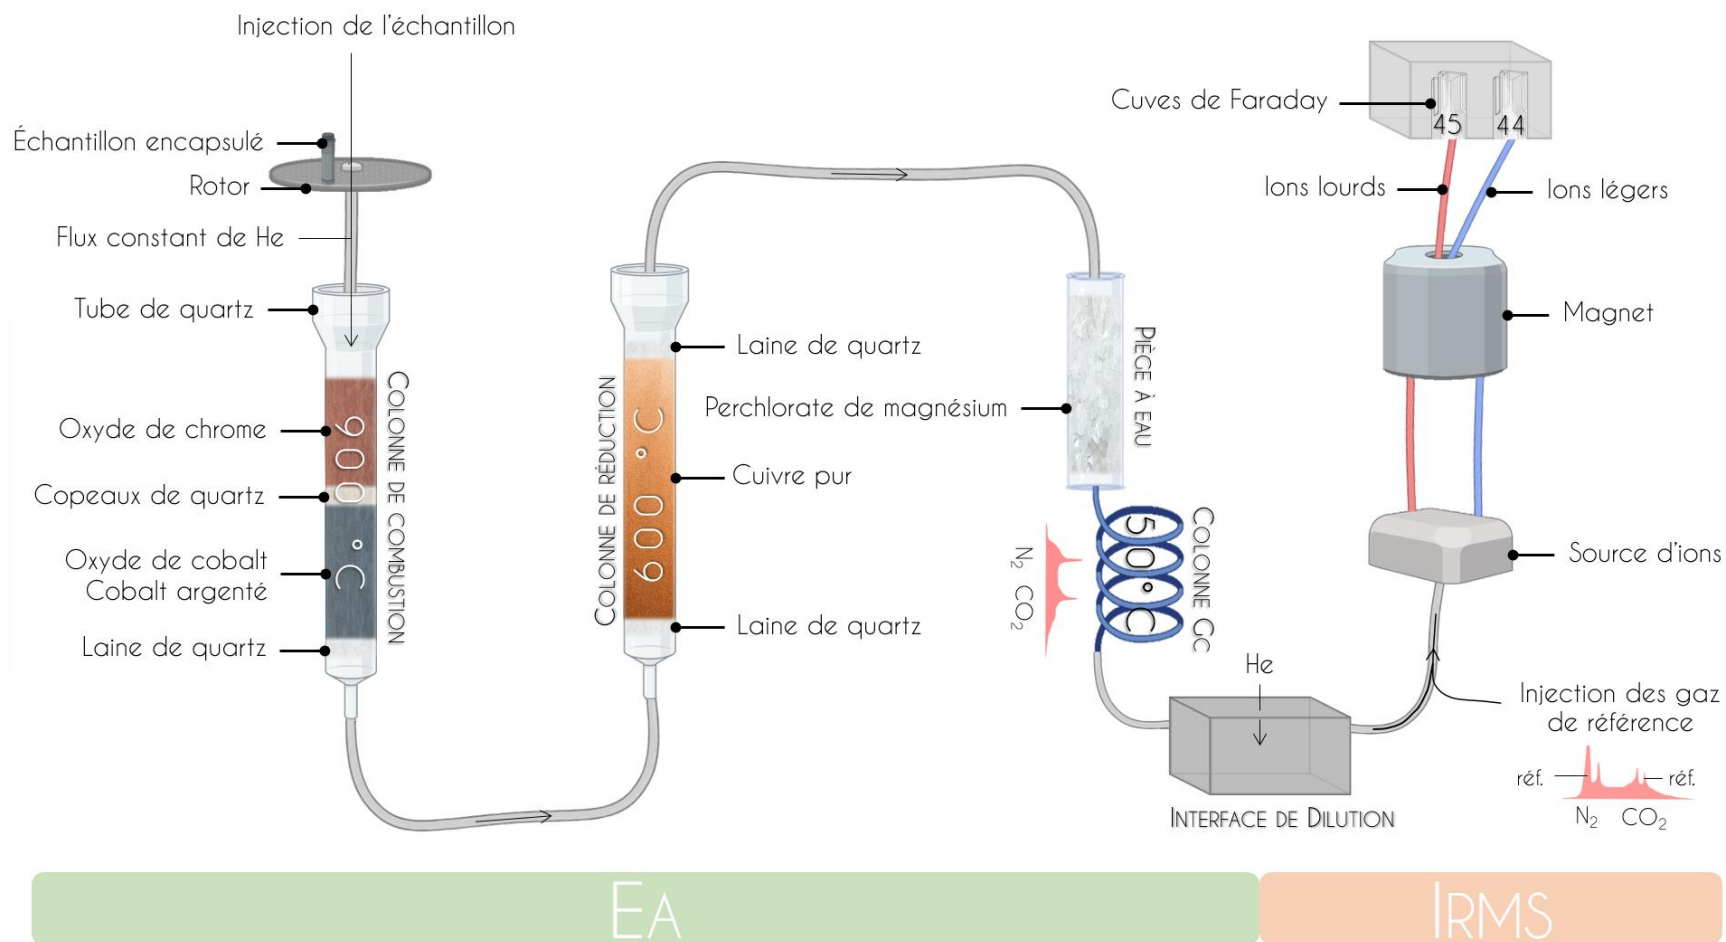 Injection de l'échantillon
Échantillon encapsulé
Rotor
Flux constant de He
Tube de quartz
Oxyde de chrome
Copeaux de quartz
Oxyde de cobalt
Cobalt argenté
Laine de quartz
900°C
COLONNE DE COMBUSTION
COLONNE DE RÉDUCTION
600°C
Laine de quartz
Cuivre pur
Laine de quartz
Perchlorate de magnésium
PIÈGE À EAU
50°C
COLONNE GC
N₂ CO₂
He
INTERFACE DE DILUTION
Cuves de Faraday
45 44
Ions lourds
Ions légers
Magnet
Source d'ions
Injection des gaz
de référence
réf. réf.
N₂ CO₂
EA
IRMS